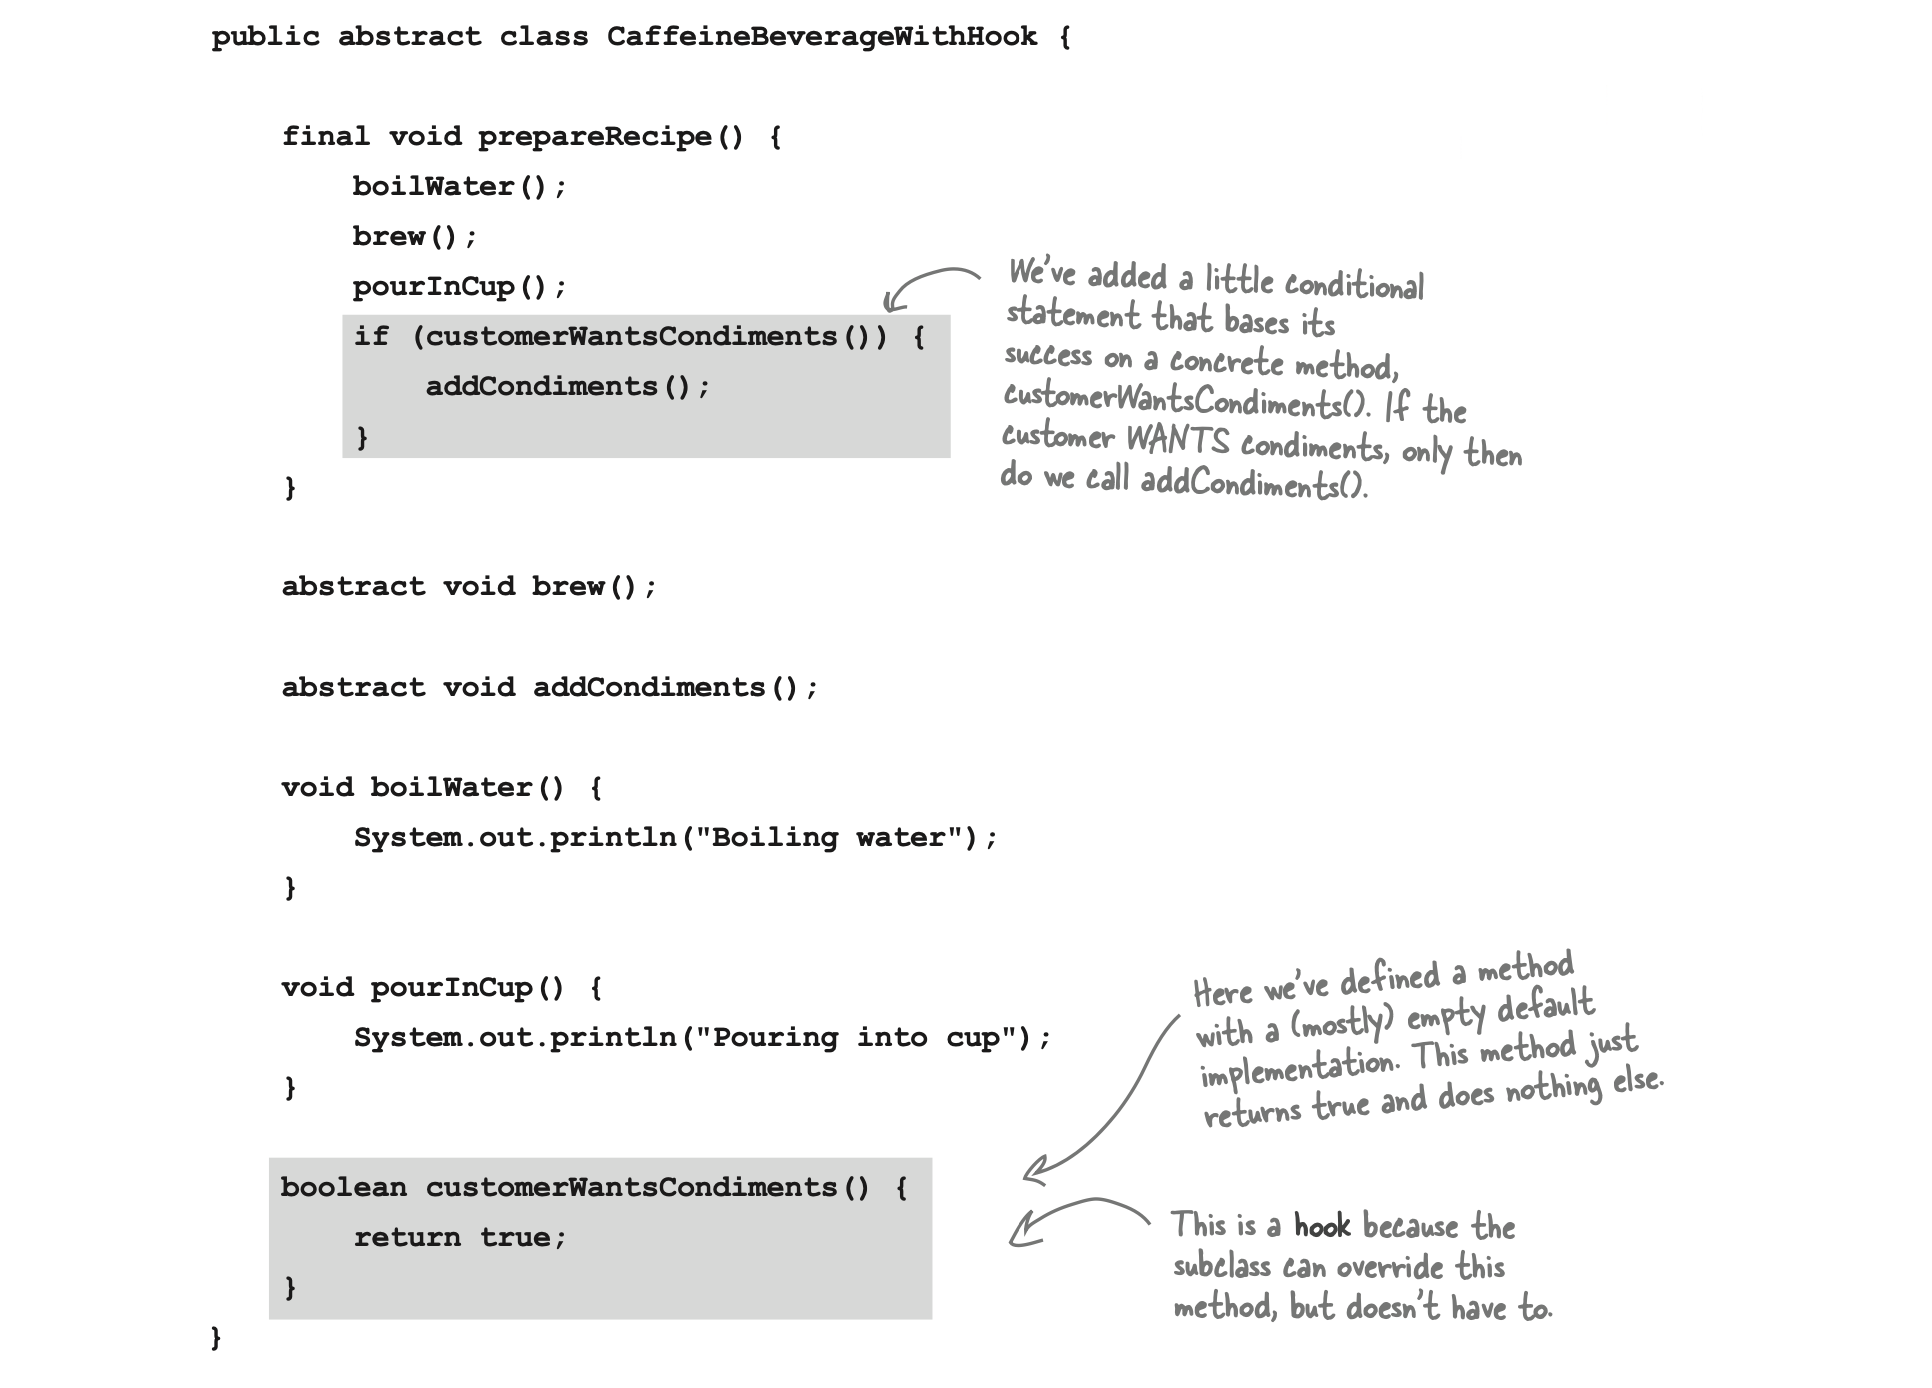 public abstract class CaffeineBeverageWithHook {
final void prepareRecipe() {
boilWater();
brew();
pourInCup();
if (customerWantsCondiments()) {
addCondiments();
}
}
We've added a little conditional
statement that bases its
success on a concrete method,
customerWantsCondiments(). If the
customer WANTS condiments, only then
do we call addCondiments().
abstract void brew();
abstract void addCondiments();
void boilWater() {
System.out.println("Boiling water");
}
void pourInCup() {
System.out.println("Pouring into cup");
}
Here we've defined a method
with a (mostly) empty default
implementation. This method just
returns true and does nothing else.
boolean customerWantsCondiments() {
return true;
}
This is a hook because the
subclass can override this
method, but doesn't have to.
}